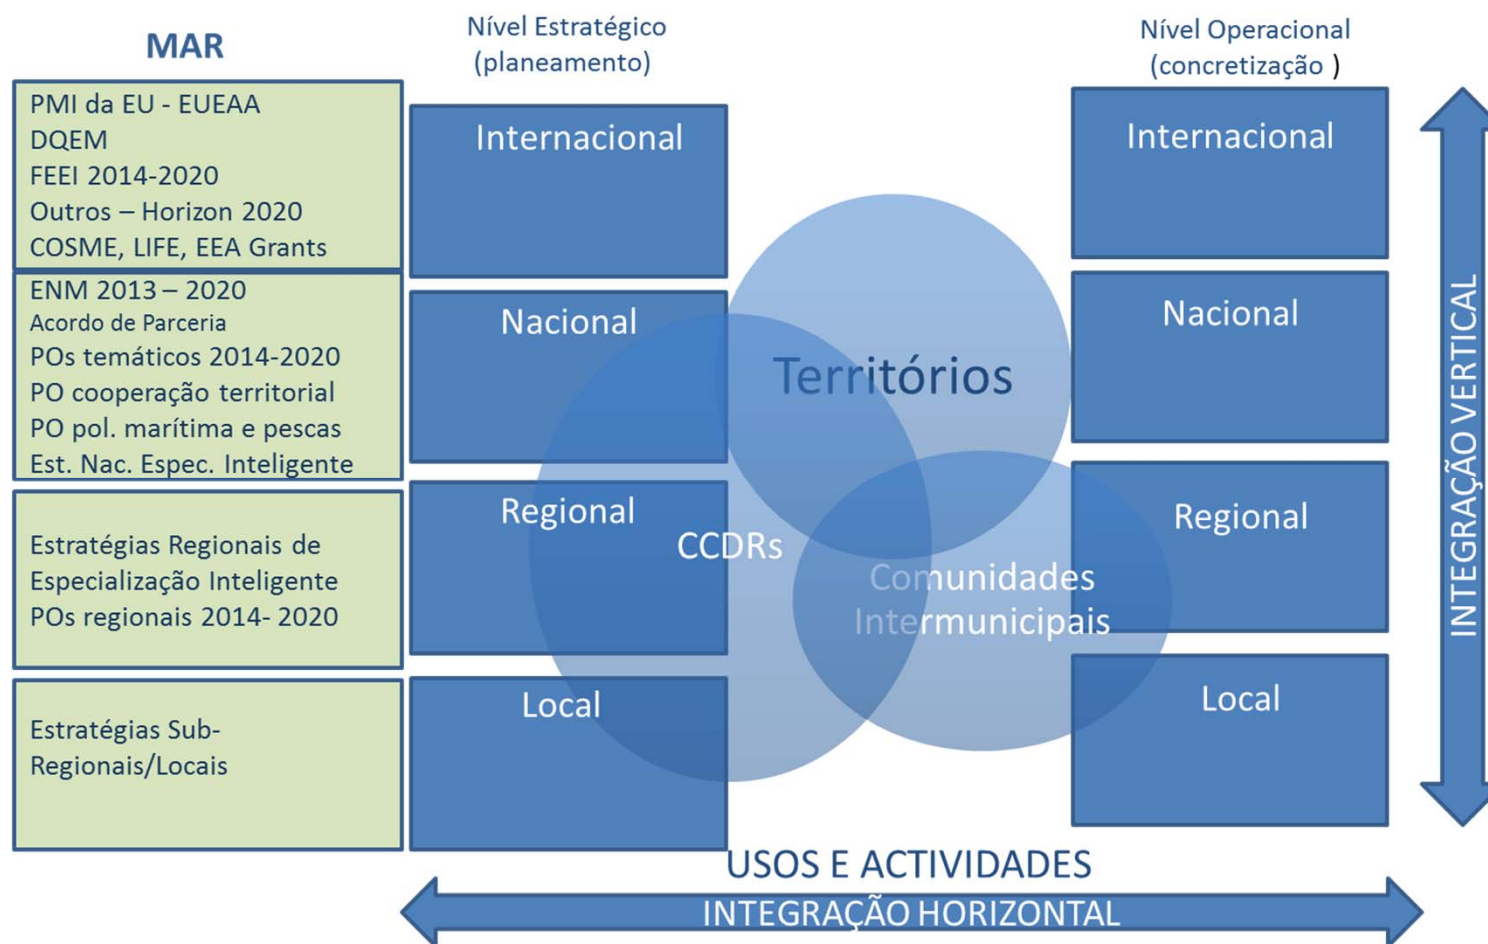 MAR
Nível Estratégico
(planeamento)
Nível Operacional
(concretização )
PMI da EU - EUEAA
DQEM
FEEI 2014-2020
Outros – Horizon 2020
COSME, LIFE, EEA Grants
Internacional
Internacional
ENM 2013 – 2020
Acordo de Parceria
POs temáticos 2014-2020
PO cooperação territorial
PO pol. marítima e pescas
Est. Nac. Espec. Inteligente
Nacional
Territórios
Nacional
Estratégias Regionais de
Especialização Inteligente
POs regionais 2014- 2020
Regional
CCDRs
Comunidades
Intermunicipais
Regional
Estratégias Sub-
Regionais/Locais
Local
Local
INTEGRAÇÃO VERTICAL
USOS E ACTIVIDADES
INTEGRAÇÃO HORIZONTAL